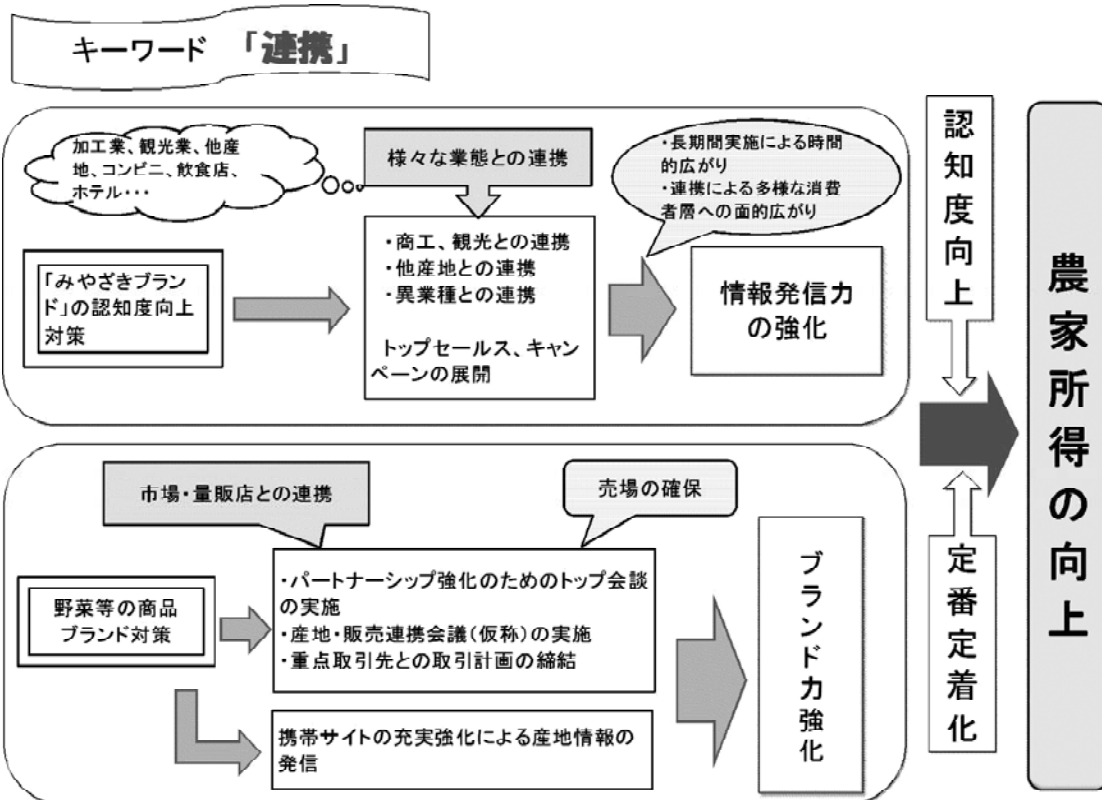 キーワード 「連携」
加工業、観光業、他産
地、コンビニ、飲食店、
ホテル・・・
様々な業態との連携
・長期間実施による時間
的広がり
・連携による多様な消費
者層への面的広がり
「みやざきブラン
ド」の認知度向上
対策
・商工、観光との連携
・他産地との連携
・異業種との連携
トップセールス、キャン
ペーンの展開
情報発信力
の強化
認知度向上
農家所得の向上
市場・量販店との連携
売場の確保
野菜等の商品
ブランド対策
・パートナーシップ強化のためのトップ会談
の実施
・産地・販売連携会議(仮称)の実施
・重点取引先との取引計画の締結
携帯サイトの充実強化による産地情報の
発信
ブランド力強化
定番定着化